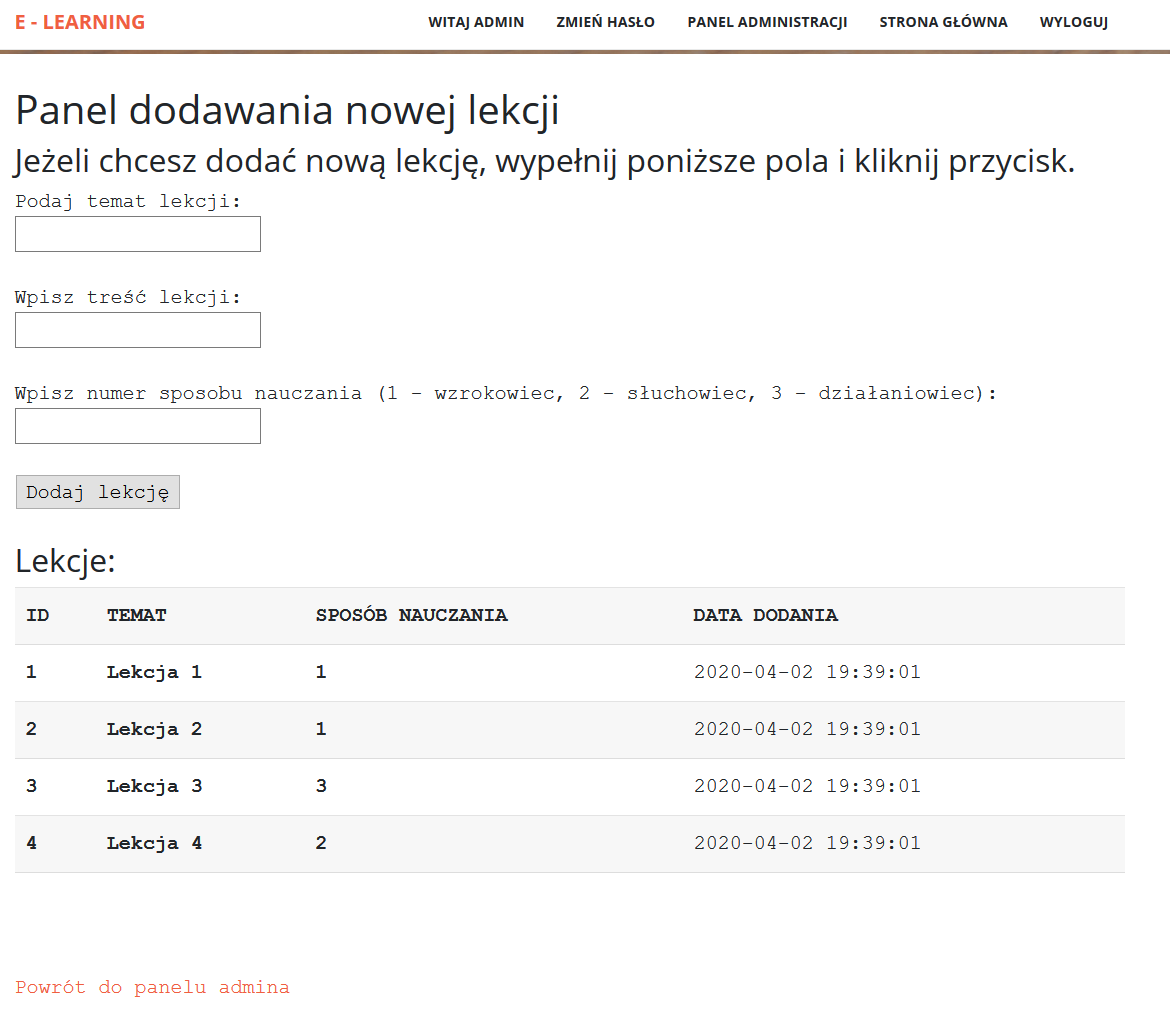 E - LEARNING WITAJ ADMIN ZMIEŃ HASŁO PANEL ADMINISTRACJI STRONA GŁÓWNA WYLOGUJ
Panel dodawania nowej lekcji
Jeżeli chcesz dodać nową lekcję, wypełnij poniższe pola i kliknij przycisk.
Podaj temat lekcji:
Wpisz treść lekcji:
Wpisz numer sposobu nauczania (1 - wzrokowiec, 2 - słuchowiec, 3 - działaniowiec):
Dodaj lekcję
Lekcje:
ID TEMAT SPOSÓB NAUCZANIA DATA DODANIA
1 Lekcja 1 1 2020-04-02 19:39:01
2 Lekcja 2 1 2020-04-02 19:39:01
3 Lekcja 3 3 2020-04-02 19:39:01
4 Lekcja 4 2 2020-04-02 19:39:01
Powrót do panelu admina